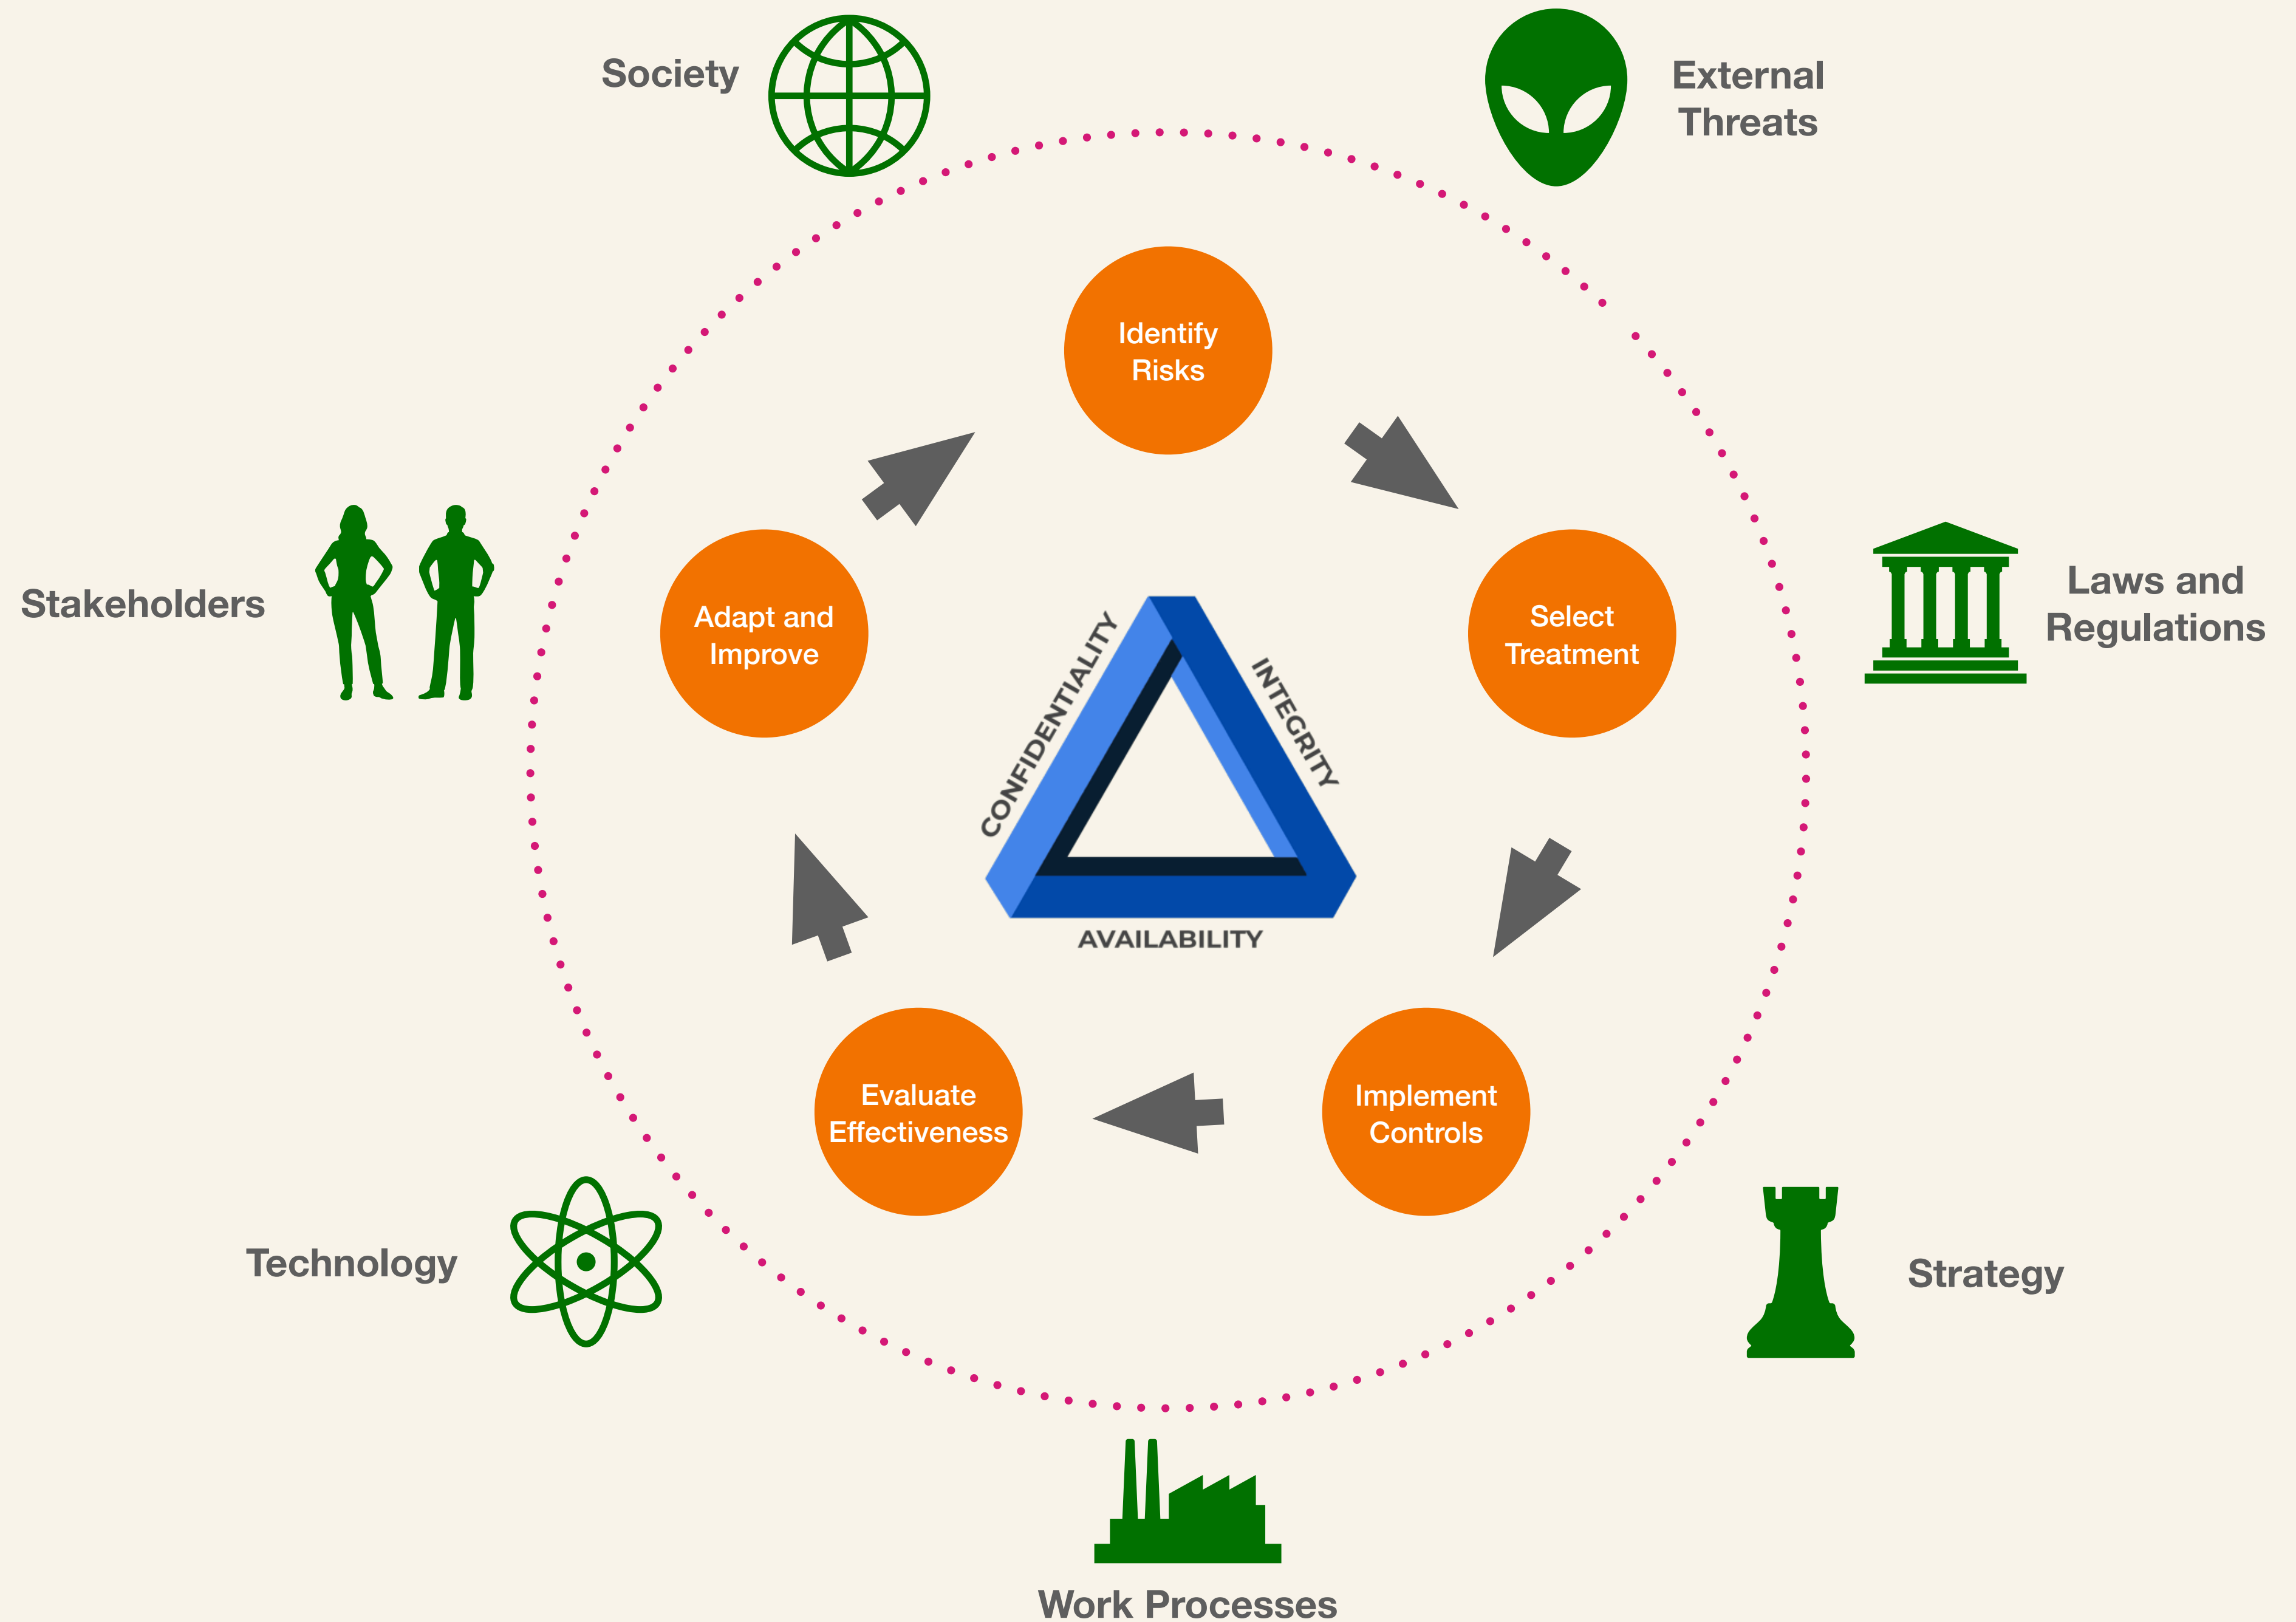 Society
External
Threats
Identify
Risks
Stakeholders
Adapt and
Improve
CONFIDENTIALITY
INTEGRITY
Select
Treatment
Laws and
Regulations
AVAILABILITY
Evaluate
Effectiveness
Implement
Controls
Technology
Strategy
Work Processes